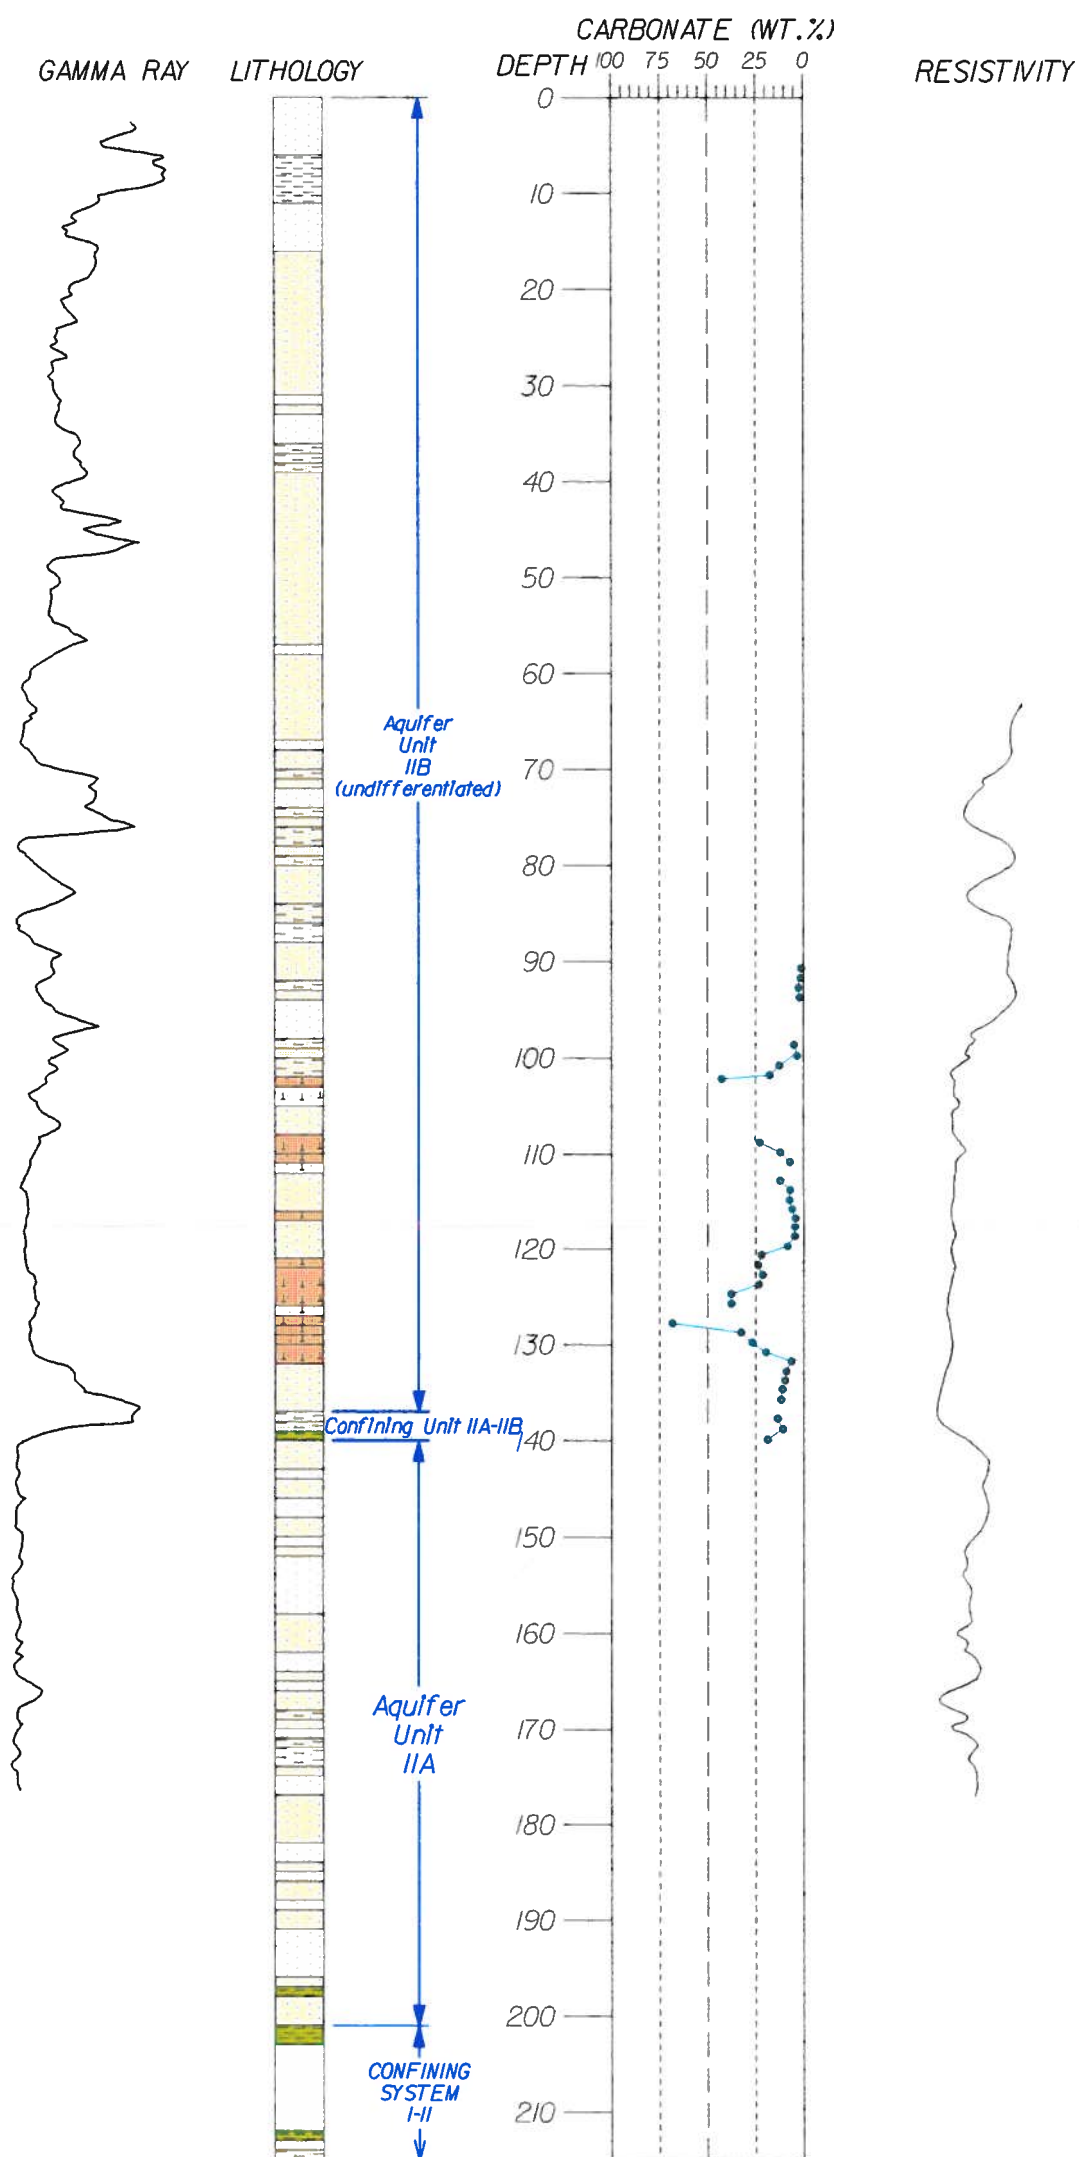 CARBONATE (WT.%)
GAMMA RAY LITHOLOGY DEPTH 100 75 50 25 0 RESISTIVITY
0
10
20
30
40
50
60
Aquifer
Unit
IIB
(undifferentiated)
70
80
90
100
110
120
130
Confining Unit IIA-IIB
140
150
160
Aquifer
Unit
IIA
170
180
190
200
CONFINING
SYSTEM
I-II
210